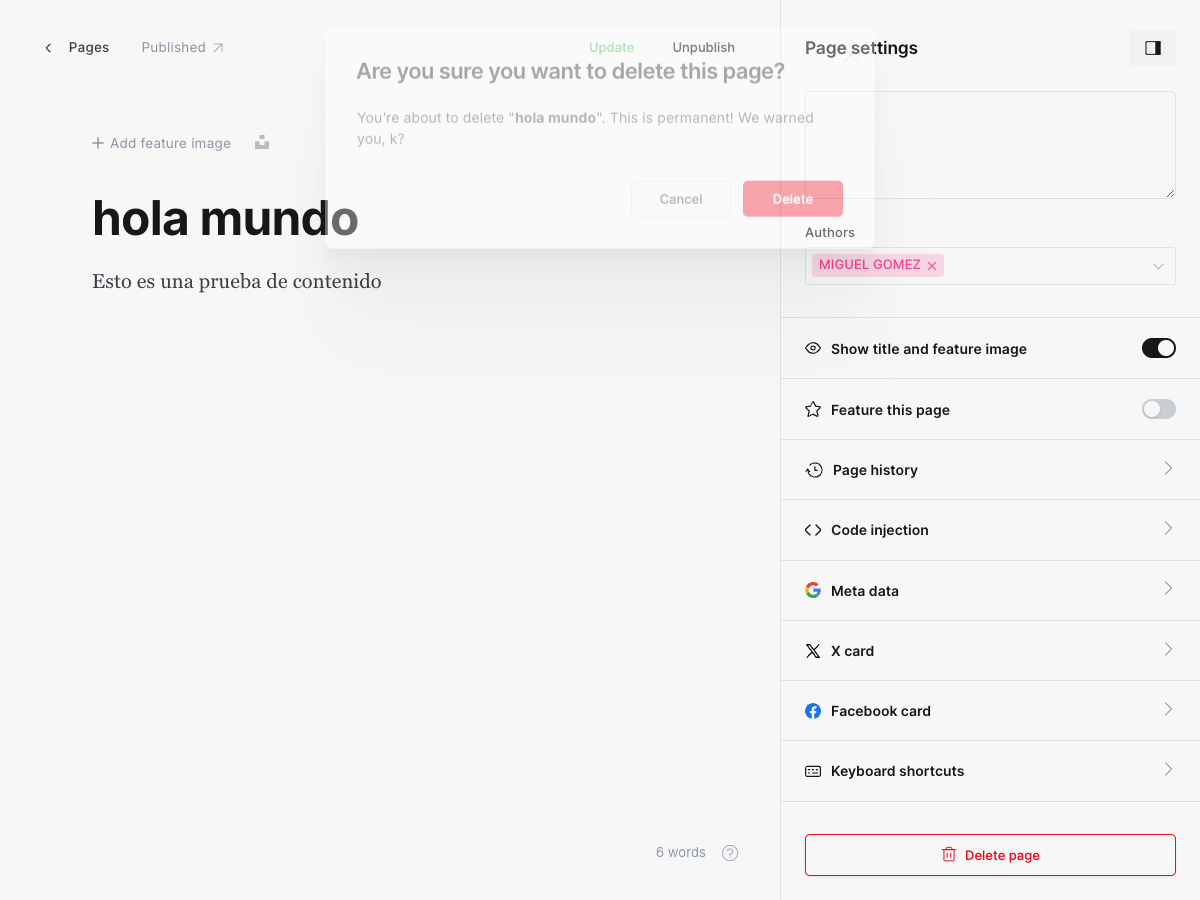 Pages
Published
Update
Unpublish
Page settings
Are you sure you want to delete this page?
You're about to delete "hola mundo". This is permanent! We warned
you, k?
Cancel
Delete
Add feature image
hola mundo
Esto es una prueba de contenido
Authors
MIGUEL GOMEZ
Show title and feature image
Feature this page
Page history
Code injection
Meta data
X card
Facebook card
Keyboard shortcuts
6 words
?
Delete page